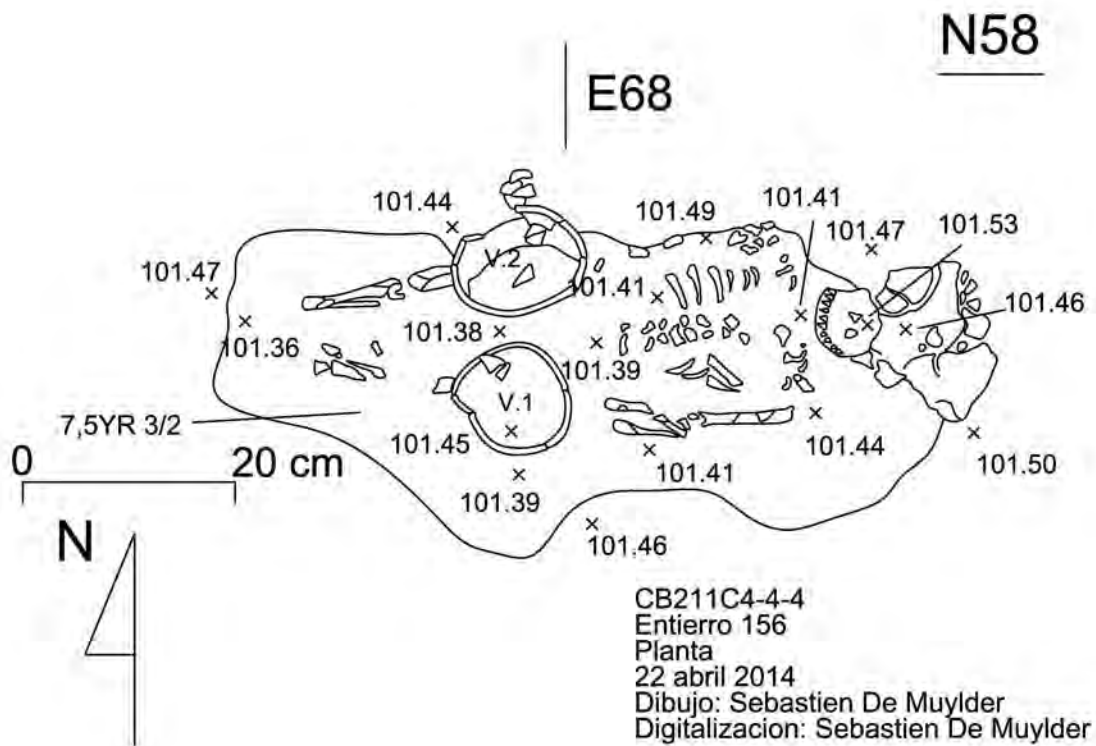 N58
E68
101.44
101.49
101.41
101.47
101.53
101.47
V.2
101.41
101.46
101.36
101.38
101.39
V.1
7,5YR 3/2
101.45
101.44
101.50
0 20 cm
101.39
101.41
101.46
N
CB211C4-4-4
Entierro 156
Planta
22 abril 2014
Dibujo: Sebastien De Muylder
Digitalizacion: Sebastien De Muylder